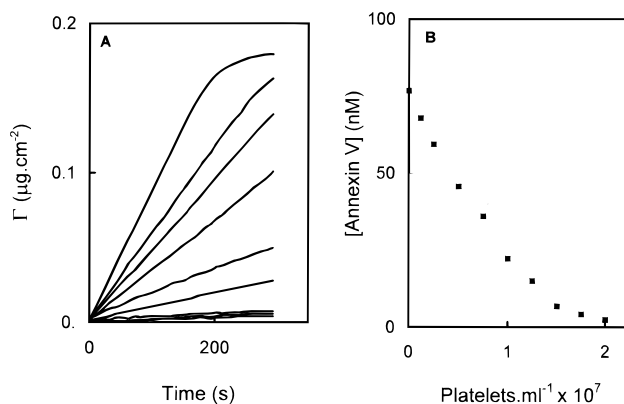 A
0.2
0.1
0.
Γ (µg.cm⁻²)
0
200
Time (s)
B
100
50
0
[Annexin V] (nM)
0
1
2
Platelets.ml⁻¹ x 10⁷